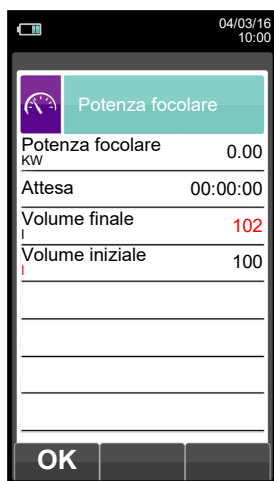 04/03/16
10:00
Potenza focolare
Potenza focolare 0.00
KW
Attesa 00:00:00
Volume finale 102
l
Volume iniziale 100
l
OK